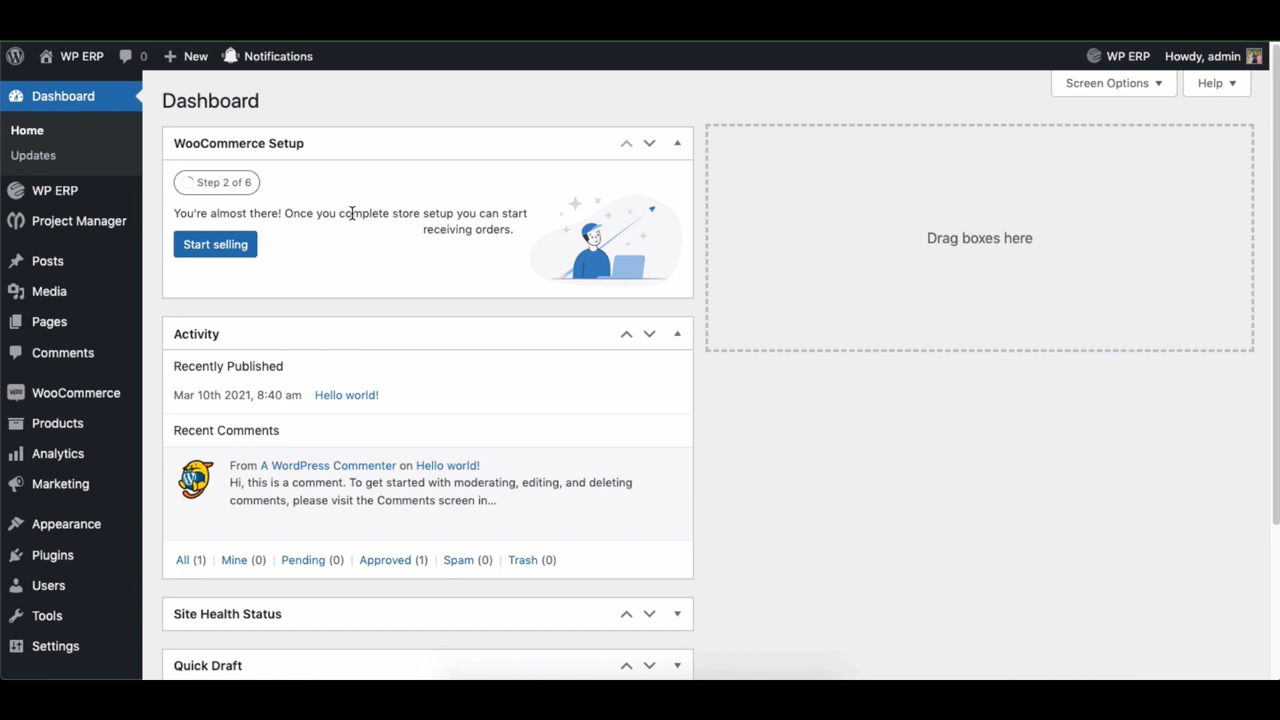 WP ERP 0 New Notifications WP ERP Howdy, admin
Screen Options Help
Dashboard
Home
Updates
WP ERP
Project Manager
Posts
Media
Pages
Comments
WooCommerce
Products
Analytics
Marketing
Appearance
Plugins
Users
Tools
Settings
Dashboard
WooCommerce Setup
Step 2 of 6
You're almost there! Once you complete store setup you can start
receiving orders.
Start selling
Activity
Recently Published
Mar 10th 2021, 8:40 am Hello world!
Recent Comments
From A WordPress Commenter on Hello world!
Hi, this is a comment. To get started with moderating, editing, and deleting
comments, please visit the Comments screen in…
All (1) | Mine (0) | Pending (0) | Approved (1) | Spam (0) | Trash (0)
Site Health Status
Quick Draft
Drag boxes here